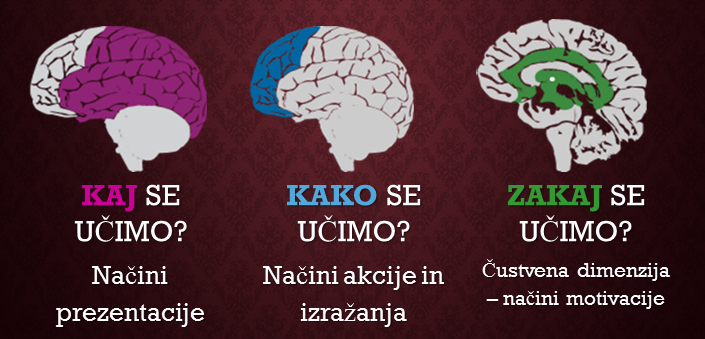 KAJ SE
UČIMO?
Načini
prezentacije
KAKO SE
UČIMO?
Načini akcije in
izražanja
ZAKAJ SE
UČIMO?
Čustvena dimenzija
– načini motivacije